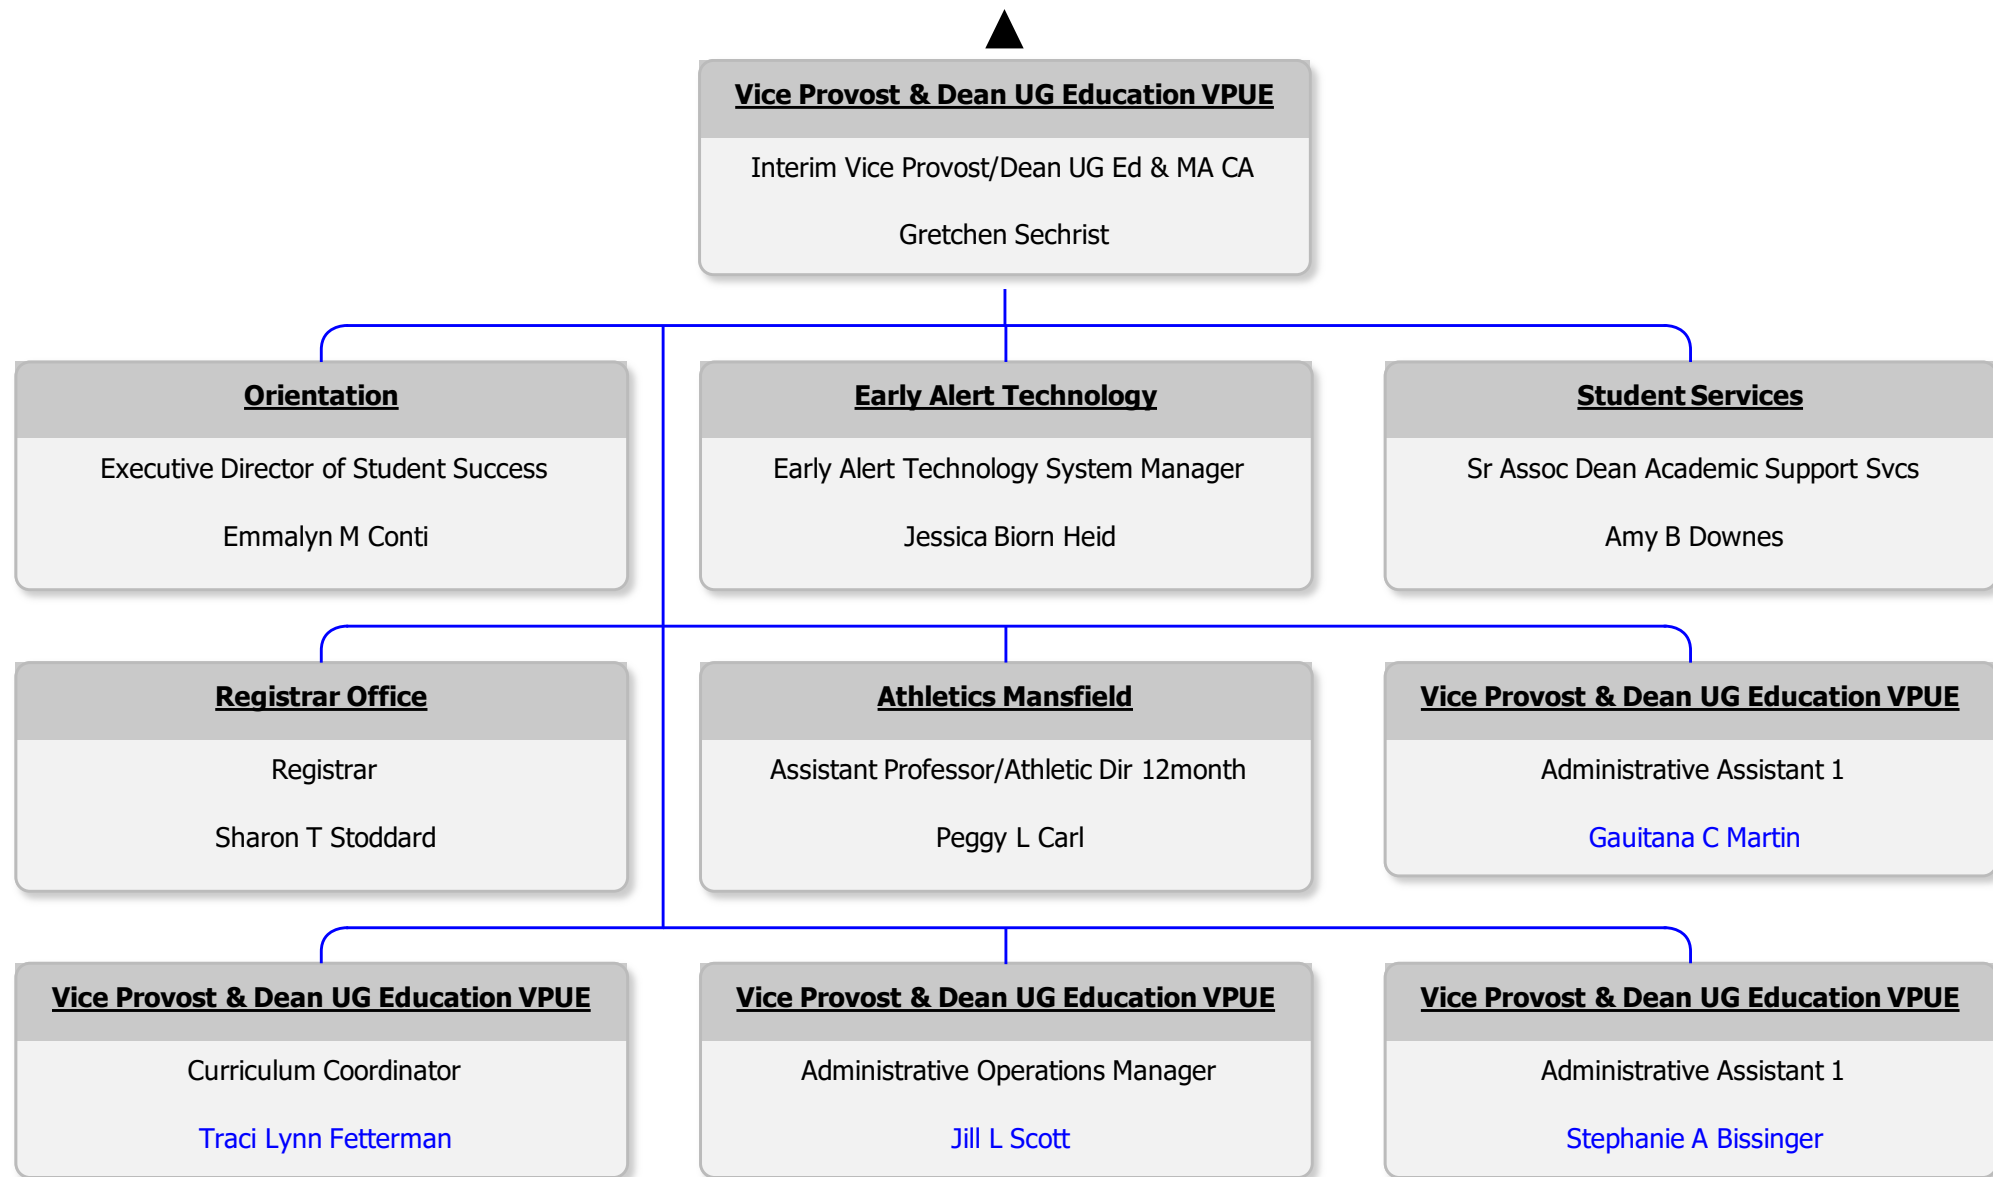 Vice Provost & Dean UG Education VPUE
Interim Vice Provost/Dean UG Ed & MA CA
Gretchen Sechrist
Orientation
Executive Director of Student Success
Emmalyn M Conti
Early Alert Technology
Early Alert Technology System Manager
Jessica Biorn Heid
Student Services
Sr Assoc Dean Academic Support Svcs
Amy B Downes
Registrar Office
Registrar
Sharon T Stoddard
Athletics Mansfield
Assistant Professor/Athletic Dir 12month
Peggy L Carl
Vice Provost & Dean UG Education VPUE
Administrative Assistant 1
Gauitana C Martin
Vice Provost & Dean UG Education VPUE
Curriculum Coordinator
Traci Lynn Fetterman
Vice Provost & Dean UG Education VPUE
Administrative Operations Manager
Jill L Scott
Vice Provost & Dean UG Education VPUE
Administrative Assistant 1
Stephanie A Bissinger